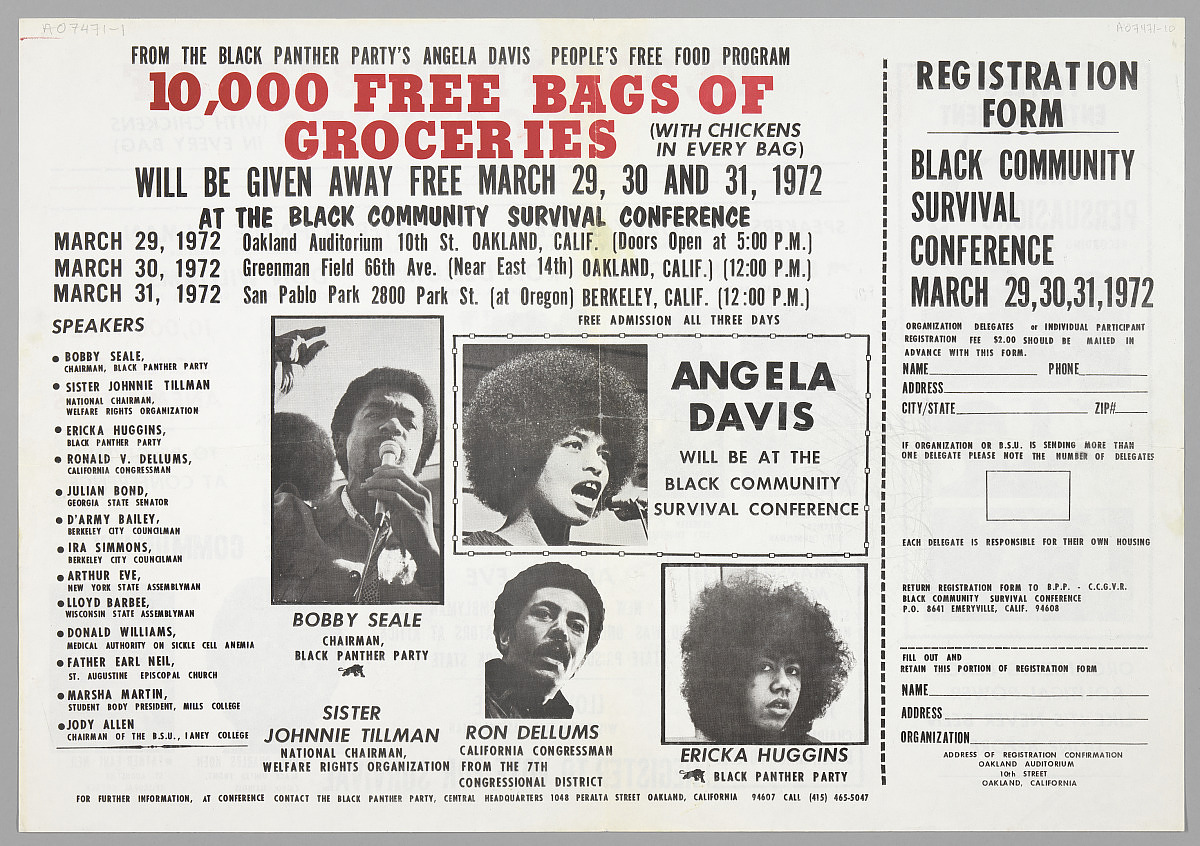 A07471-1
A07471-10
FROM THE BLACK PANTHER PARTY'S ANGELA DAVIS PEOPLE'S FREE FOOD PROGRAM
10,000 FREE BAGS OF
GROCERIES
(WITH CHICKENS
IN EVERY BAG)
WILL BE GIVEN AWAY FREE MARCH 29, 30 AND 31, 1972
AT THE BLACK COMMUNITY SURVIVAL CONFERENCE
MARCH 29, 1972 Oakland Auditorium 10th St. OAKLAND, CALIF. (Doors Open at 5:00 P.M.)
MARCH 30, 1972 Greenman Field 66th Ave. (Near East 14th) OAKLAND, CALIF.) (12:00 P.M.)
MARCH 31, 1972 San Pablo Park 2800 Park St. (at Oregon) BERKELEY, CALIF. (12:00 P.M.)
FREE ADMISSION ALL THREE DAYS
SPEAKERS
• BOBBY SEALE,
CHAIRMAN, BLACK PANTHER PARTY
• SISTER JOHNNIE TILLMAN
NATIONAL CHAIRMAN,
WELFARE RIGHTS ORGANIZATION
• ERICKA HUGGINS,
BLACK PANTHER PARTY
• RONALD V. DELLUMS,
CALIFORNIA CONGRESSMAN
• JULIAN BOND,
GEORGIA STATE SENATOR
• D'ARMY BAILEY,
BERKELEY CITY COUNCILMAN
• IRA SIMMONS,
BERKELEY CITY COUNCILMAN
• ARTHUR EVE,
NEW YORK STATE ASSEMBLYMAN
• LLOYD BARBEE,
WISCONSIN STATE ASSEMBLYMAN
• DONALD WILLIAMS,
MEDICAL AUTHORITY ON SICKLE CELL ANEMIA
• FATHER EARL NEIL,
ST. AUGUSTINE EPISCOPAL CHURCH
• MARSHA MARTIN,
STUDENT BODY PRESIDENT, MILLS COLLEGE
• JODY ALLEN
CHAIRMAN OF THE B.S.U., LANEY COLLEGE
BOBBY SEALE
CHAIRMAN,
BLACK PANTHER PARTY
SISTER
JOHNNIE TILLMAN
NATIONAL CHAIRMAN,
WELFARE RIGHTS ORGANIZATION
ANGELA
DAVIS
WILL BE AT THE
BLACK COMMUNITY
SURVIVAL CONFERENCE
RON DELLUMS
CALIFORNIA CONGRESSMAN
FROM THE 7TH
CONGRESSIONAL DISTRICT
ERICKA HUGGINS
BLACK PANTHER PARTY
FOR FURTHER INFORMATION, AT CONFERENCE CONTACT THE BLACK PANTHER PARTY, CENTRAL HEADQUARTERS 1048 PERALTA STREET OAKLAND, CALIFORNIA 94607 CALL (415) 465-5047
REGISTRATION
FORM
BLACK COMMUNITY
SURVIVAL
CONFERENCE
MARCH 29,30,31,1972
ORGANIZATION DELEGATES or INDIVIDUAL PARTICIPANT
REGISTRATION FEE $2.00 SHOULD BE MAILED IN
ADVANCE WITH THIS FORM.
NAME PHONE
ADDRESS
CITY/STATE ZIP#
IF ORGANIZATION OR B.S.U. IS SENDING MORE THAN
ONE DELEGATE PLEASE NOTE THE NUMBER OF DELEGATES
EACH DELEGATE IS RESPONSIBLE FOR THEIR OWN HOUSING
RETURN REGISTRATION FORM TO B.P.P. - C.C.G.V.R.
BLACK COMMUNITY SURVIVAL CONFERENCE
P.O. 8641 EMERYVILLE, CALIF. 94608
FILL OUT AND
RETAIN THIS PORTION OF REGISTRATION FORM
NAME
ADDRESS
ORGANIZATION
ADDRESS OF REGISTRATION CONFIRMATION
OAKLAND AUDITORIUM
10th STREET
OAKLAND, CALIFORNIA